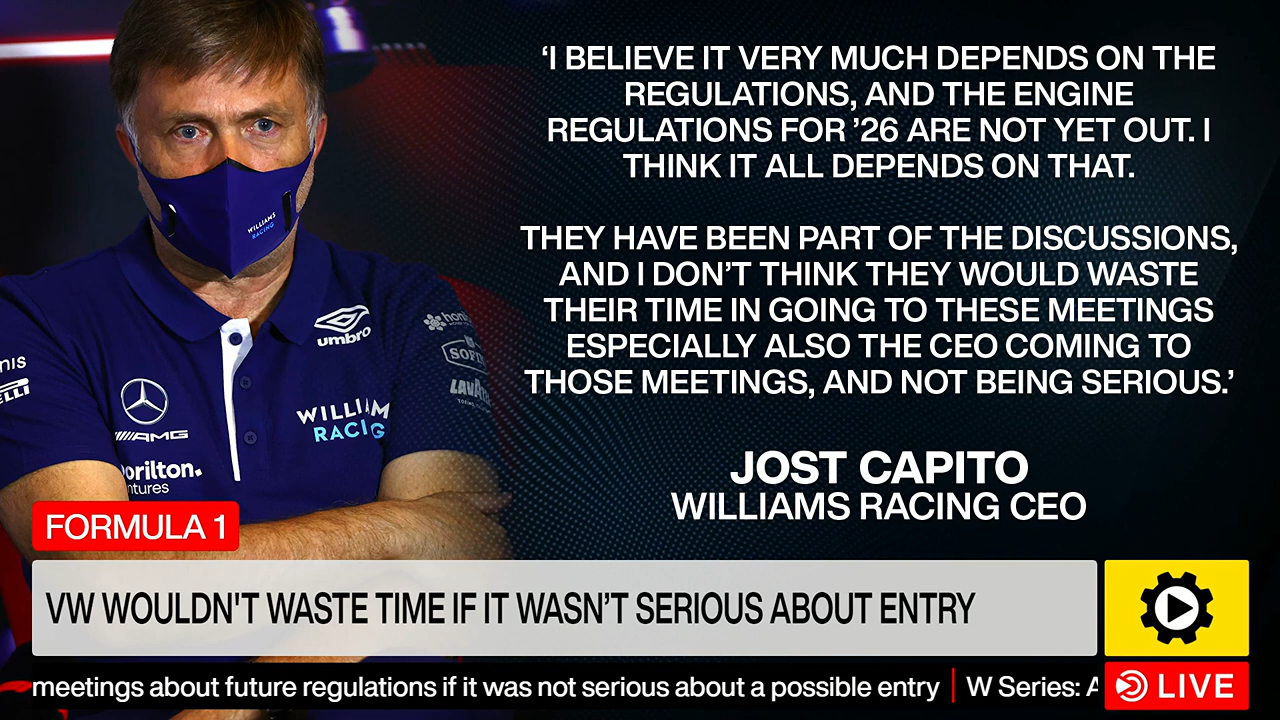 ‘I BELIEVE IT VERY MUCH DEPENDS ON THE
REGULATIONS, AND THE ENGINE
REGULATIONS FOR ’26 ARE NOT YET OUT. I
THINK IT ALL DEPENDS ON THAT.
THEY HAVE BEEN PART OF THE DISCUSSIONS,
AND I DON’T THINK THEY WOULD WASTE
THEIR TIME IN GOING TO THESE MEETINGS
ESPECIALLY ALSO THE CEO COMING TO
THOSE MEETINGS, AND NOT BEING SERIOUS.’
JOST CAPITO
WILLIAMS RACING CEO
WILLIAMS
RACING
umbro
AMG
WILLIAM
RACI G
orilton.
ntures
FORMULA 1
VW WOULDN'T WASTE TIME IF IT WASN’T SERIOUS ABOUT ENTRY
meetings about future regulations if it was not serious about a possible entry | W Series: A
LIVE